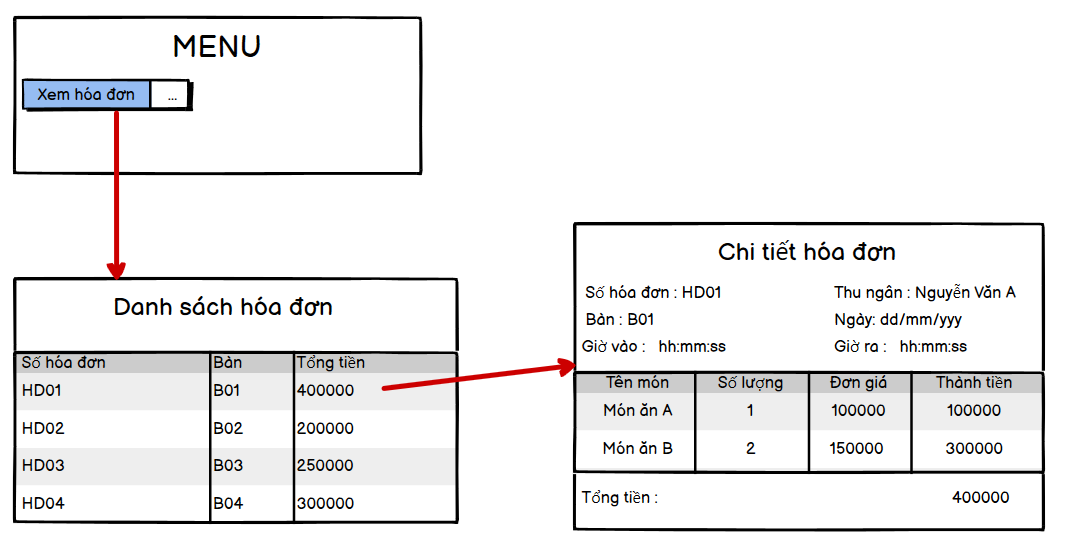 MENU
Xem hóa đơn ...
Danh sách hóa đơn
Số hóa đơn Bàn Tổng tiền
HD01 B01 400000
HD02 B02 200000
HD03 B03 250000
HD04 B04 300000
Chi tiết hóa đơn
Số hóa đơn : HD01 Thu ngân : Nguyễn Văn A
Bàn : B01 Ngày: dd/mm/yyy
Giờ vào : hh:mm:ss Giờ ra : hh:mm:ss
Tên món Số lượng Đơn giá Thành tiền
Món ăn A 1 100000 100000
Món ăn B 2 150000 300000
Tổng tiền : 400000